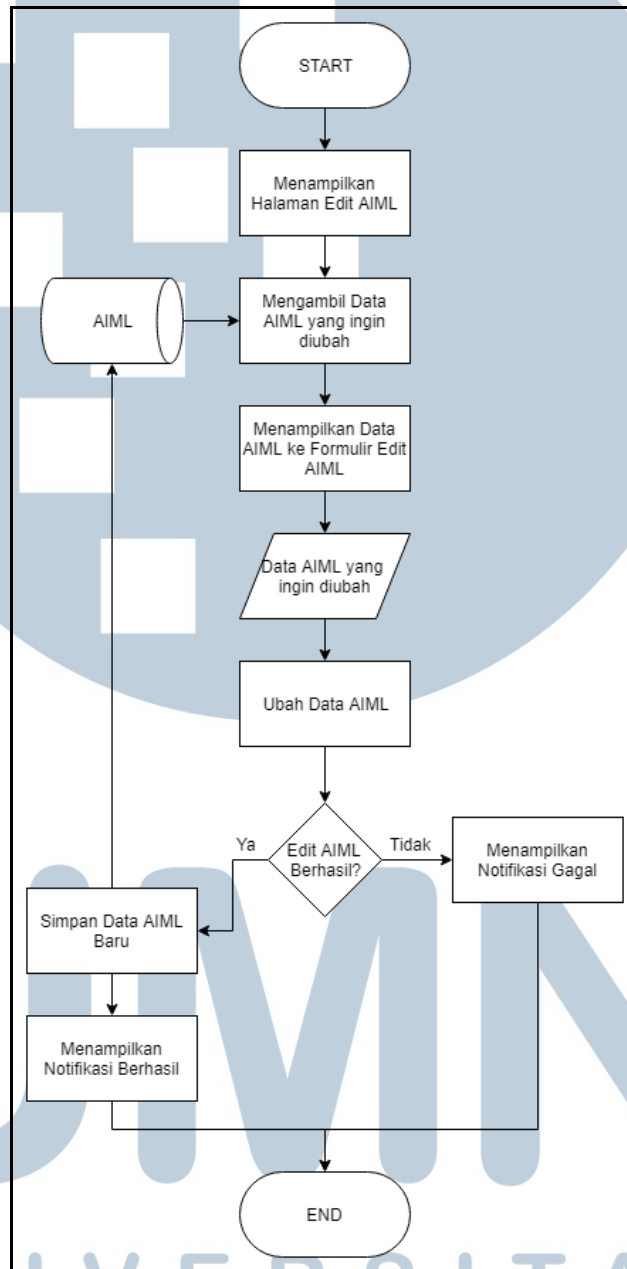 START
Menampilkan
Halaman Edit AIML
AIML
Mengambil Data
AIML yang ingin
diubah
Menampilkan Data
AIML ke Formulir Edit
AIML
Data AIML yang
ingin diubah
Ubah Data AIML
Ya
Edit AIML
Berhasil?
Tidak
Menampilkan
Notifikasi Gagal
Simpan Data AIML
Baru
Menampilkan
Notifikasi Berhasil
END
UMN
IVERSITA